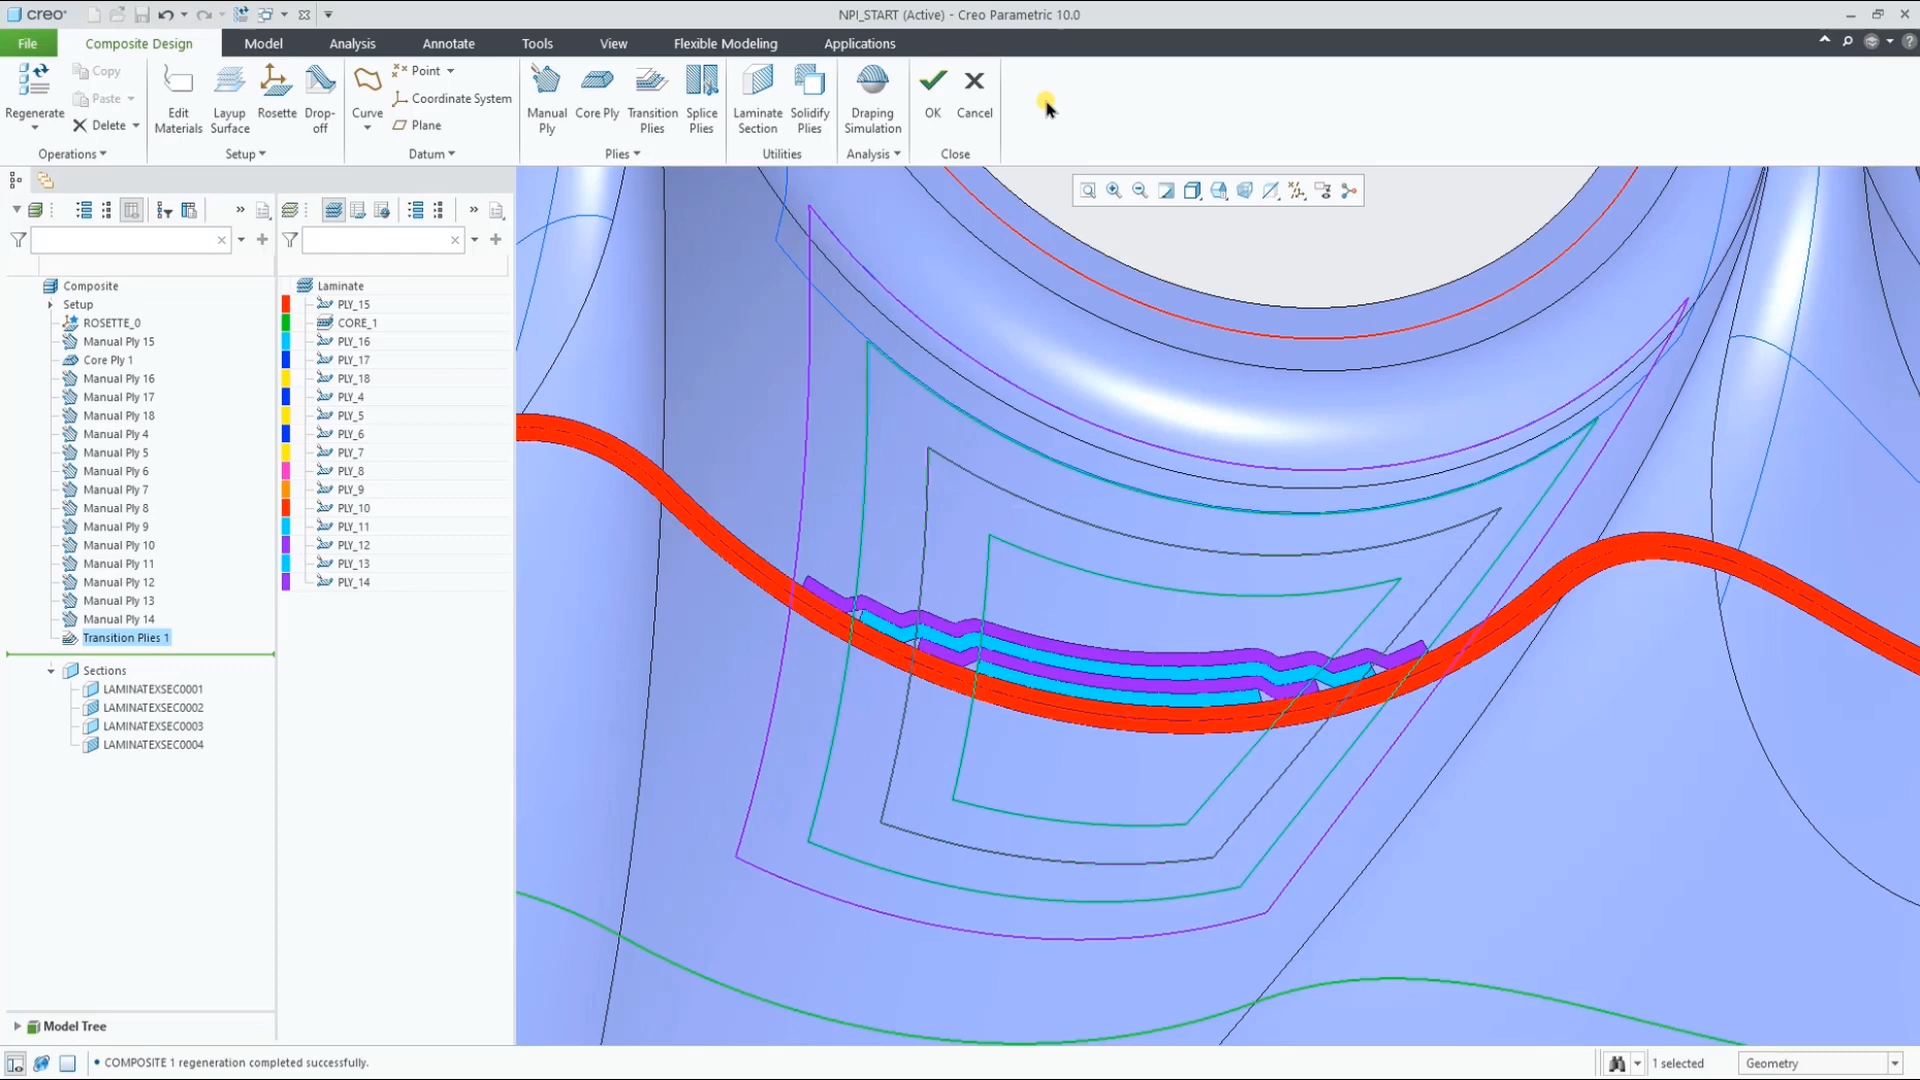 creo
NPI_START (Active) - Creo Parametric 10.0
File
Composite Design
Model
Analysis
Annotate
Tools
View
Flexible Modeling
Applications
Regenerate
Copy
Paste
Delete
Operations
Edit Materials
Layup Surface
Rosette
Drop-off
Setup
Curve
Point
Coordinate System
Plane
Datum
Manual Ply
Core Ply
Transition Plies
Splice Plies
Plies
Laminate Section
Solidify Plies
Utilities
Draping Simulation
Analysis
OK
Cancel
Close
Composite
Setup
ROSETTE_0
Manual Ply 15
Core Ply 1
Manual Ply 16
Manual Ply 17
Manual Ply 18
Manual Ply 4
Manual Ply 5
Manual Ply 6
Manual Ply 7
Manual Ply 8
Manual Ply 9
Manual Ply 10
Manual Ply 11
Manual Ply 12
Manual Ply 13
Manual Ply 14
Transition Plies 1
Sections
LAMINATEXSEC0001
LAMINATEXSEC0002
LAMINATEXSEC0003
LAMINATEXSEC0004
Model Tree
Laminate
PLY_15
CORE_1
PLY_16
PLY_17
PLY_18
PLY_4
PLY_5
PLY_6
PLY_7
PLY_8
PLY_9
PLY_10
PLY_11
PLY_12
PLY_13
PLY_14
• COMPOSITE 1 regeneration completed successfully.
1 selected
Geometry